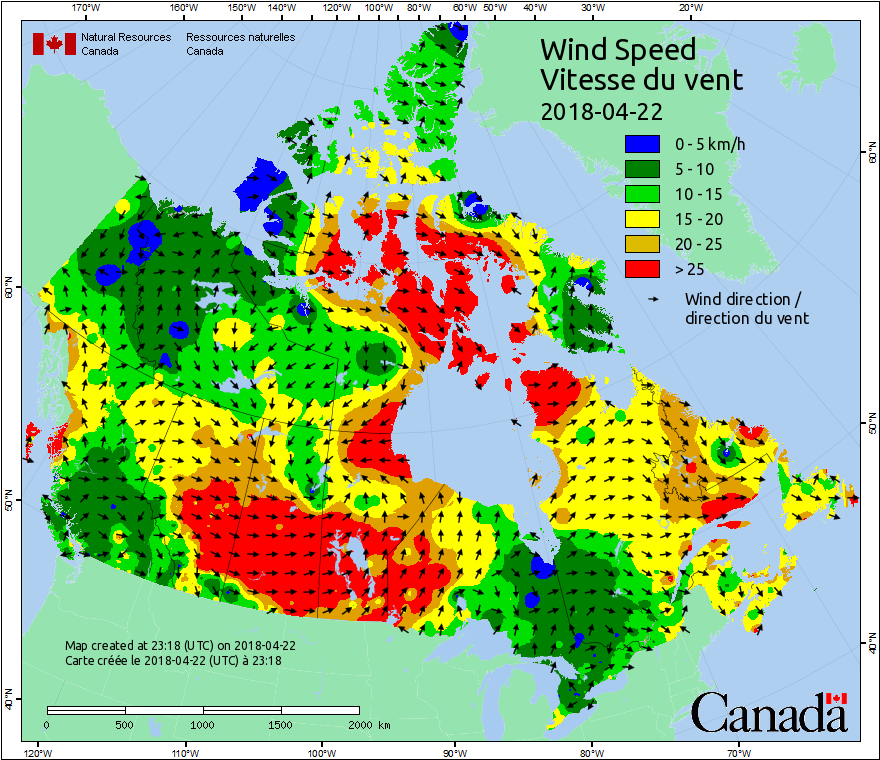 170°W 160°W 150°W 140°W 130°W 120°W 110°W 100°W 90°W 80°W 70°W 60°W 50°W 40°W 30°W 20°W
Natural Resources Canada
Ressources naturelles Canada
Wind Speed
Vitesse du vent
2018-04-22
0 - 5 km/h
5 - 10
10 - 15
15 - 20
20 - 25
> 25
Wind direction /
direction du vent
60°N
60°N
50°N
50°N
40°N
40°N
Map created at 23:18 (UTC) on 2018-04-22
Carte créée le 2018-04-22 (UTC) à 23:18
0 500 1000 1500 2000 km
Canada
120°W 110°W 100°W 90°W 80°W 70°W